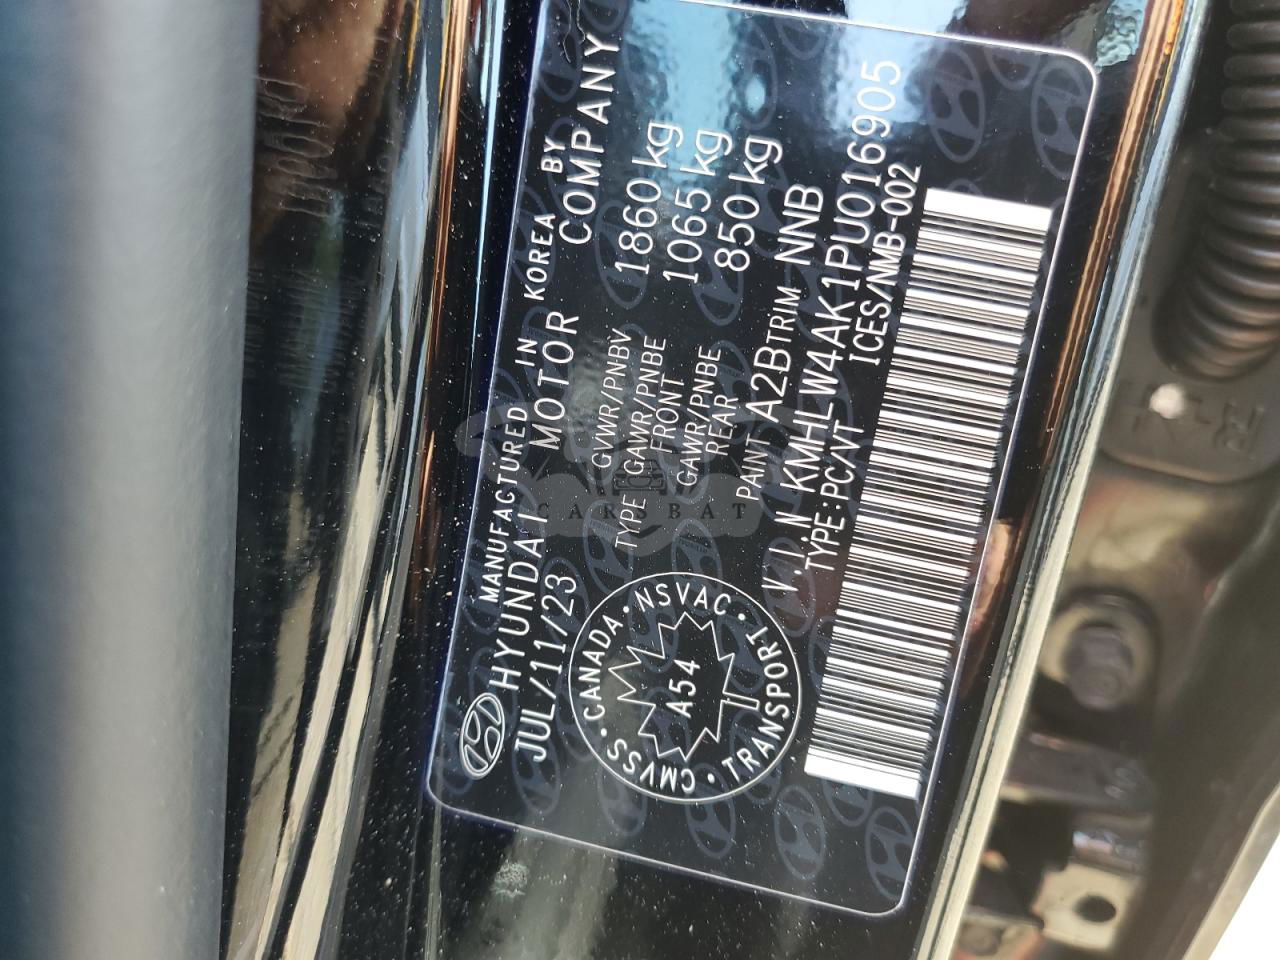 MANUFACTURED IN KOREA BY
HYUNDAI MOTOR COMPANY
JUL/11/23
GVWR/PNBV 1860 kg
TYPE GAWR/PNBE FRONT 1065 kg
GAWR/PNBE REAR 850 kg
PAINT A2B TRIM NNB
V.I.N KMHLW4AK1PU016905
TYPE:PC/VT ICES/NMB-002
CANADA · NSVAC · TRANSPORT · CMVSS ·
A54
CARSBAT